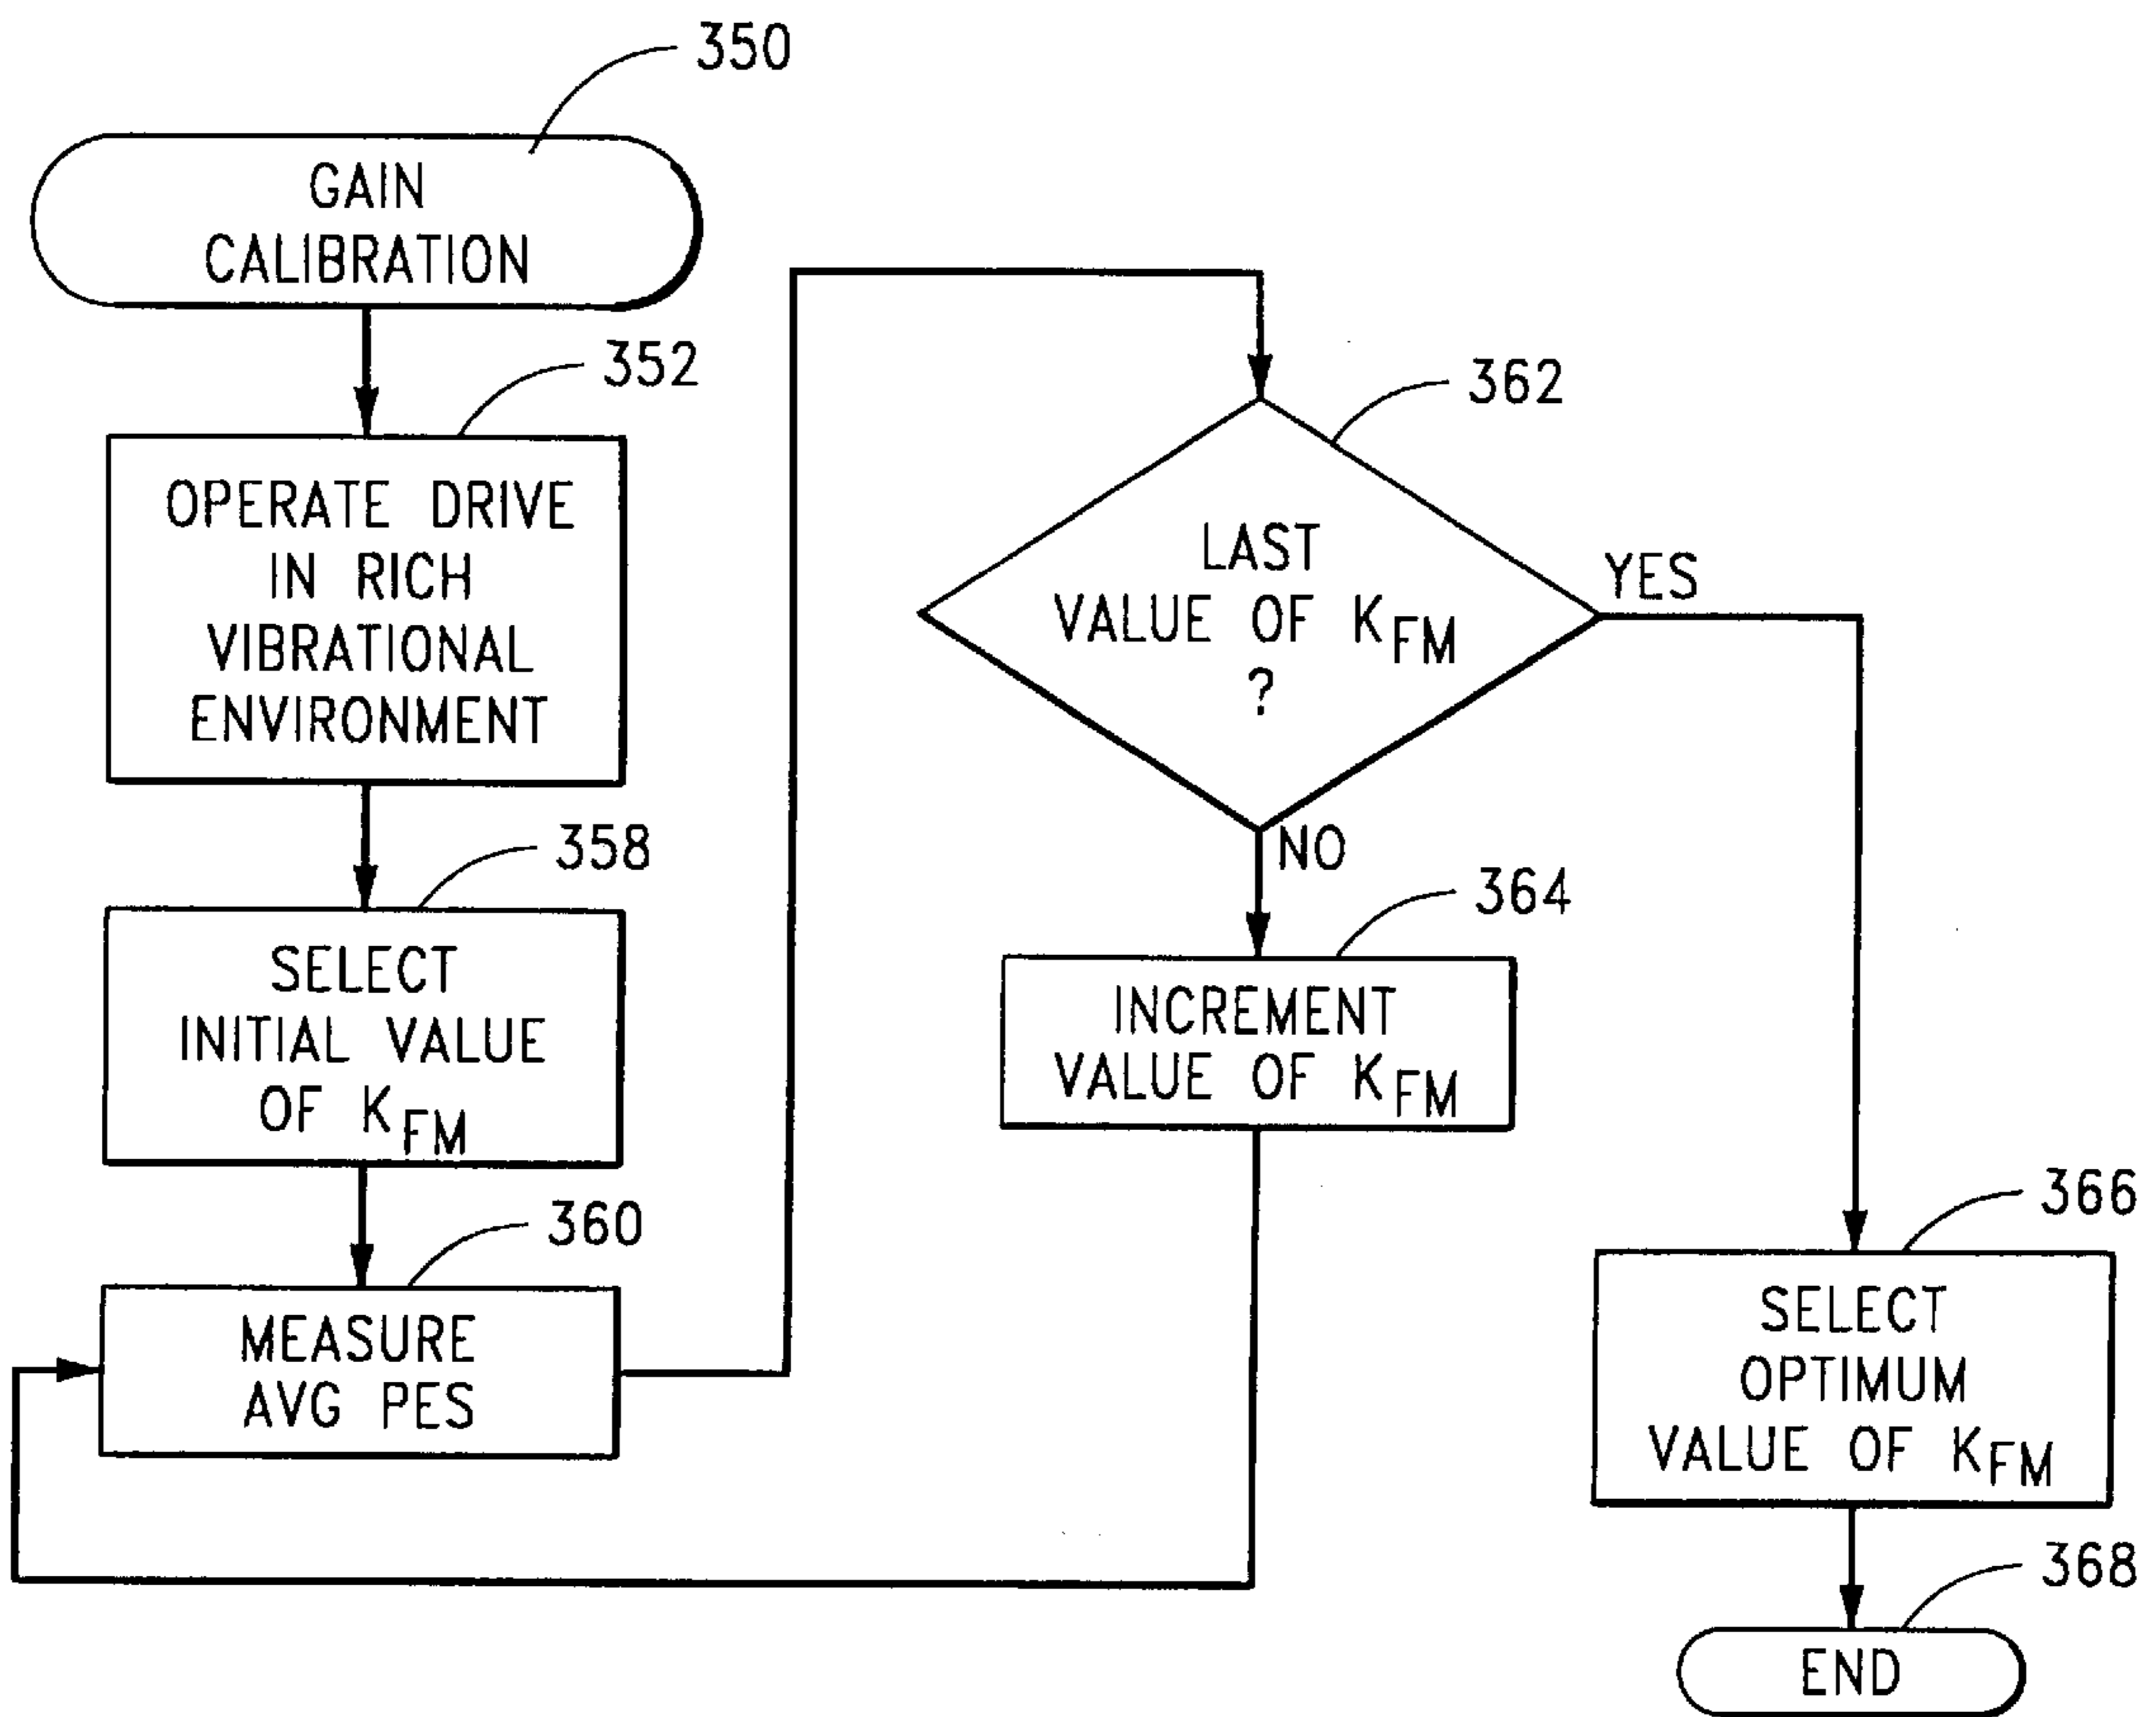 350
GAIN
CALIBRATION
352
OPERATE DRIVE
IN RICH
VIBRATIONAL
ENVIRONMENT
358
SELECT
INITIAL VALUE
OF KFM
360
MEASURE
AVG PES
362
LAST
VALUE OF KFM
?
YES
NO
364
INCREMENT
VALUE OF KFM
366
SELECT
OPTIMUM
VALUE OF KFM
368
END